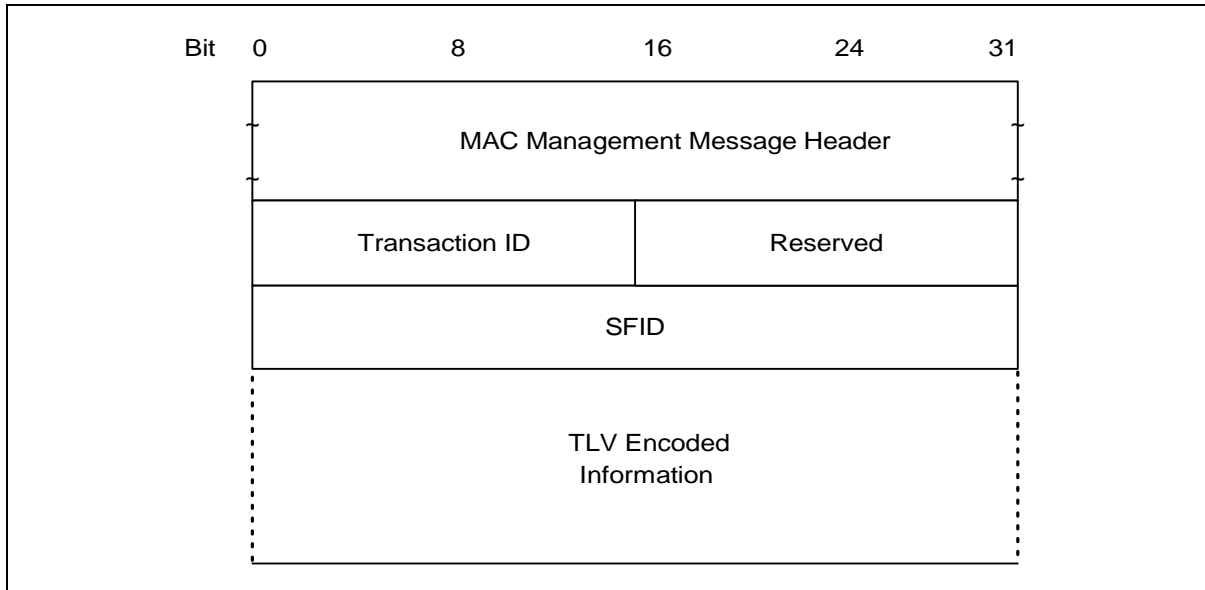 Bit 0 8 16 24 31
MAC Management Message Header
Transaction ID Reserved
SFID
TLV Encoded
Information